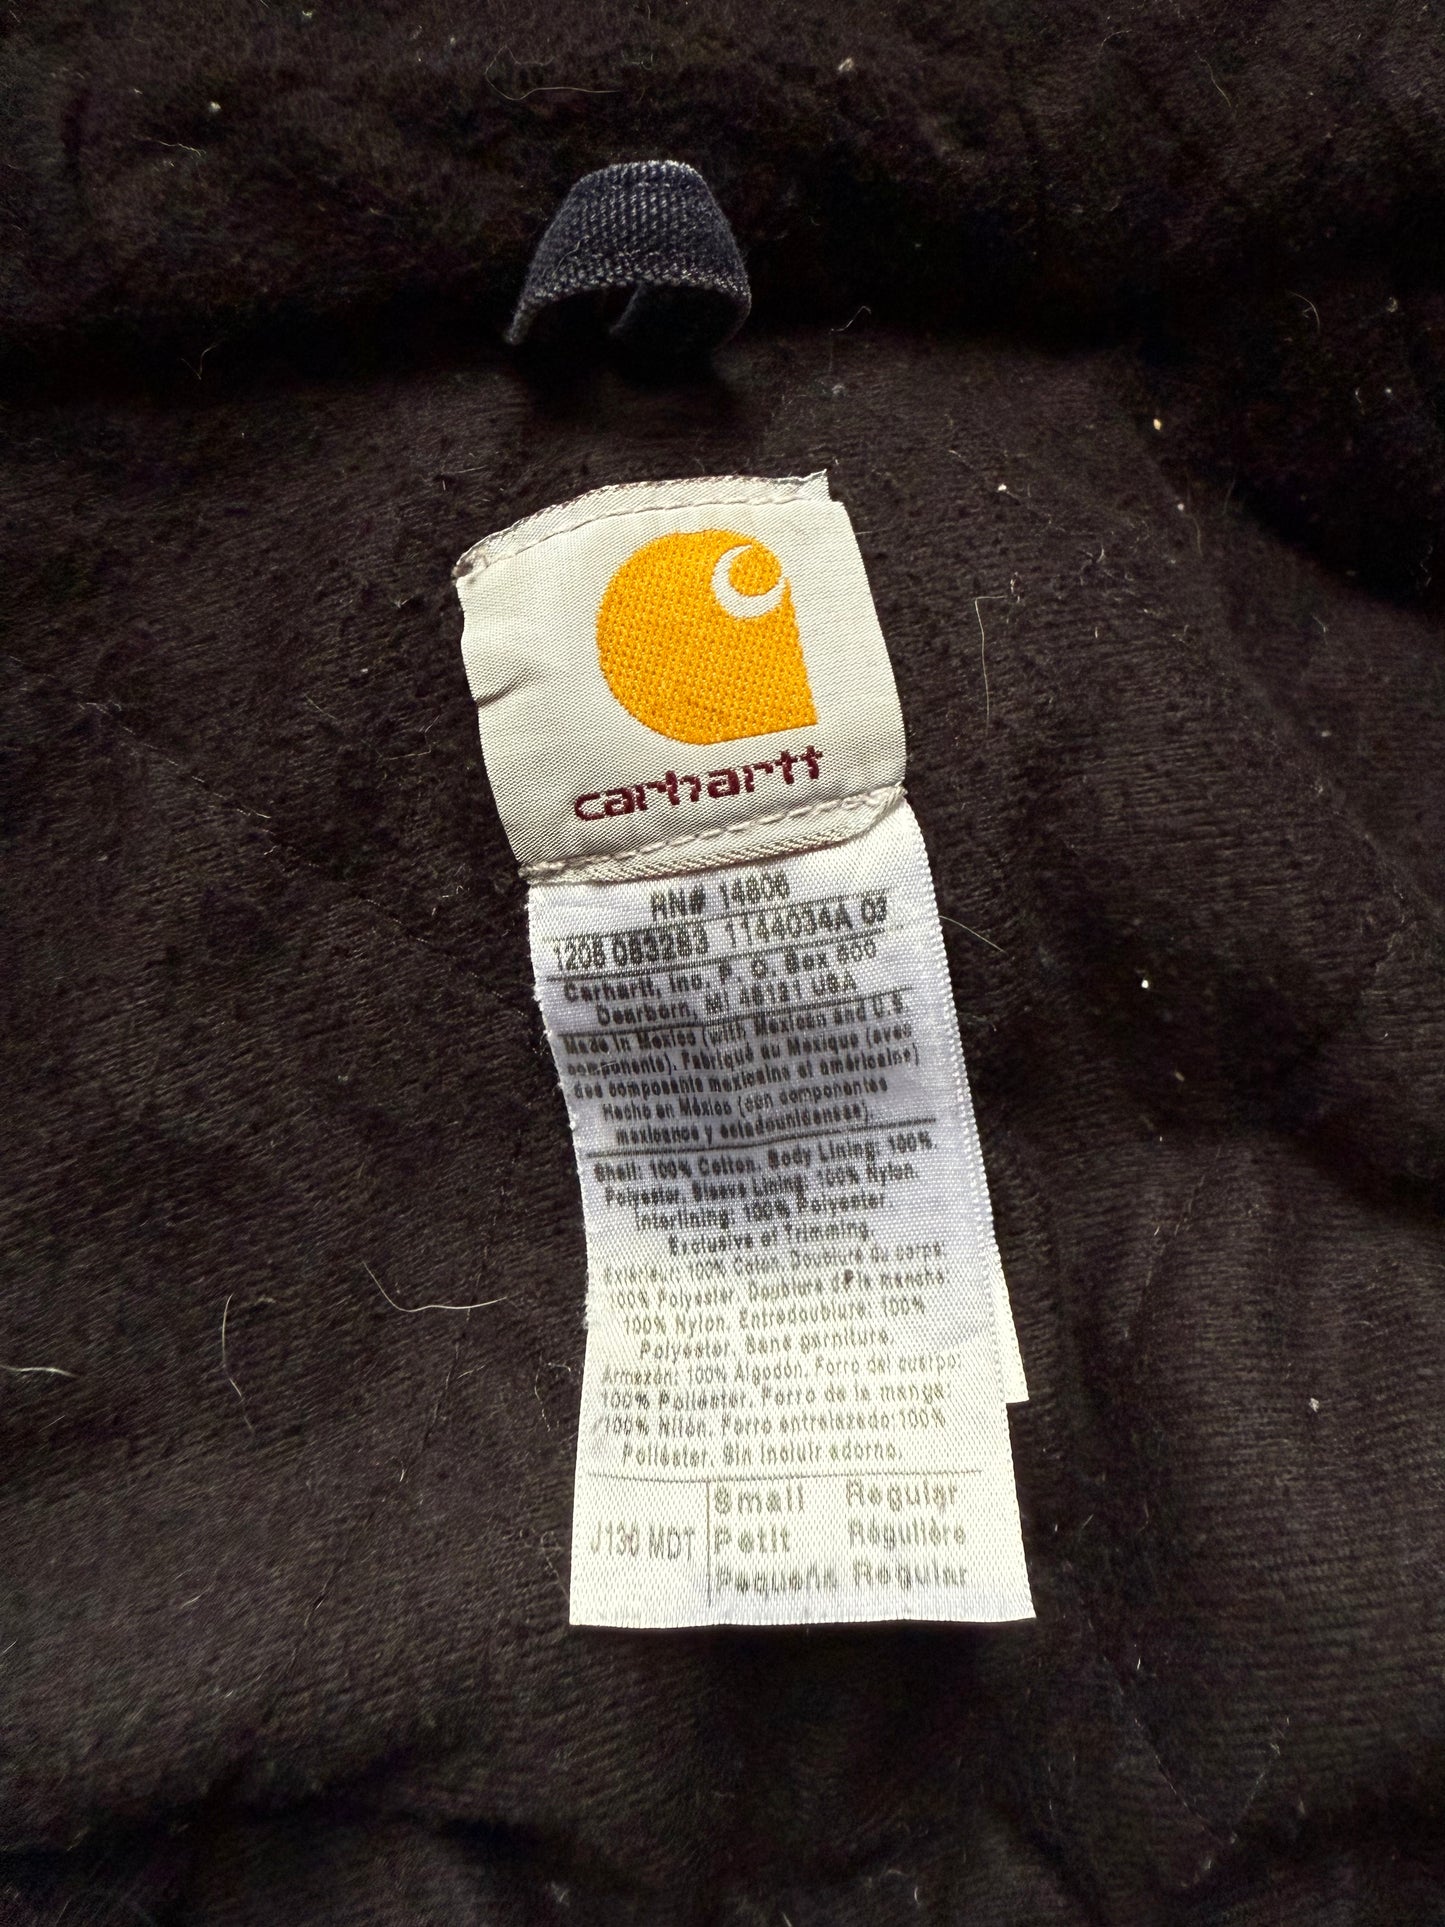 carhartt
RN# 14806
1206 083283 1144034A 03
Carhartt, Inc. P. O. Box 600
Dearborn, MI 48121 USA
Made in Mexico (with Mexican and U.S.
components). Fabriqué au Mexique (avec
des composants mexicains et américains)
Hecho en México (con componentes
mexicanos y estadounidenses).
Shell: 100% Cotton. Body Lining: 100%
Polyester. Sleeve Lining: 100% Nylon.
Interlining: 100% Polyester.
Exclusive of Trimming.
Extérieur: 100% Coton. Doublure du corps:
100% Polyester. Doublure de la manche:
100% Nylon. Entredoublure: 100%
Polyester. Sans garniture.
Armazón: 100% Algodón. Forro del cuerpo:
100% Poliéster. Forro de la manga:
100% Nilón. Forro entrelazado: 100%
Poliéster. Sin incluir adorno.
J130 MDT
Small Regular
Petit Régulière
Pequeña Regular